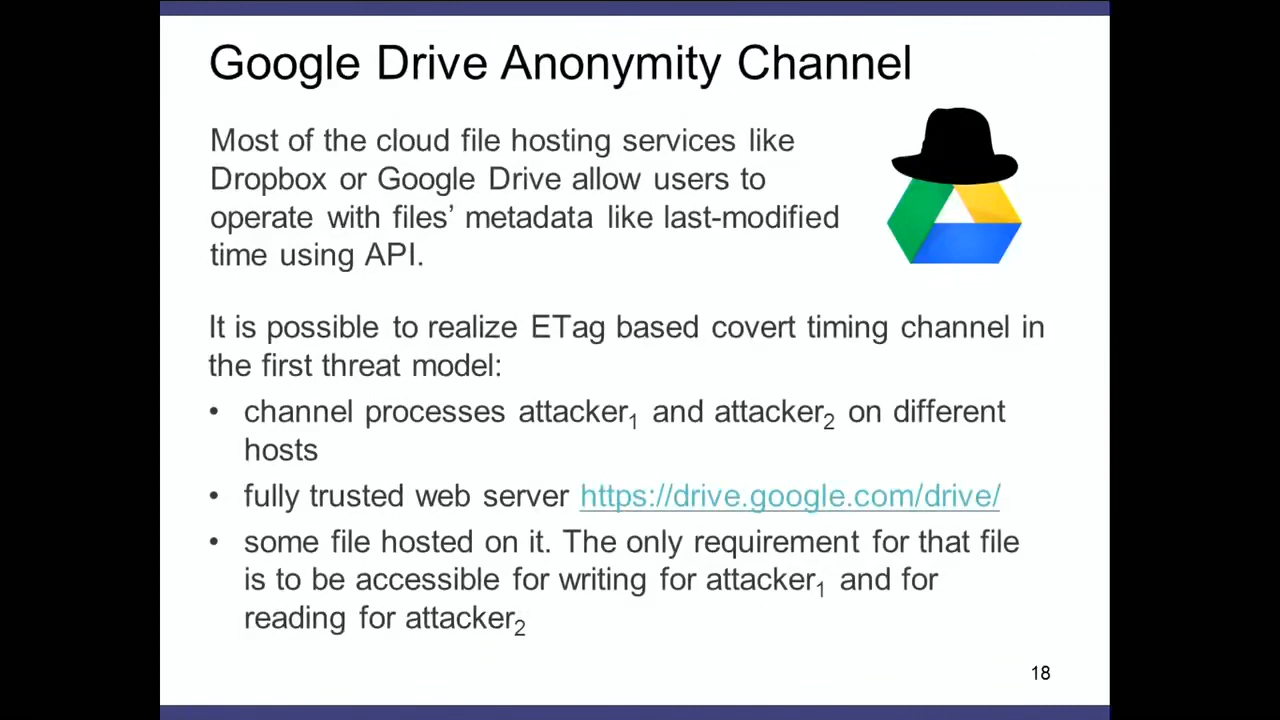 Google Drive Anonymity Channel
Most of the cloud file hosting services like
Dropbox or Google Drive allow users to
operate with files’ metadata like last-modified
time using API.
It is possible to realize ETag based covert timing channel in
the first threat model:
• channel processes attacker1 and attacker2 on different
hosts
• fully trusted web server https://drive.google.com/drive/
• some file hosted on it. The only requirement for that file
is to be accessible for writing for attacker1 and for
reading for attacker2
18